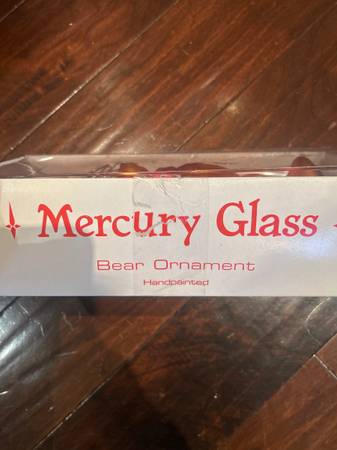 Mercury Glass
Bear Ornament
Handpainted